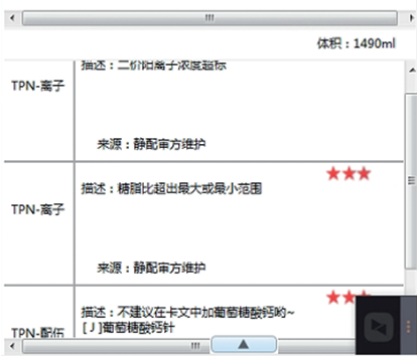 体积：1490ml
描述：二价阳离子浓度超标
TPN-离子
来源：静配审方维护
★★★
描述：糖脂比超出最大或最小范围
TPN-离子
来源：静配审方维护
★★★
描述：不建议在卡文中加葡萄糖酸钙哟~
[J]葡萄糖酸钙针
TPN-配伍